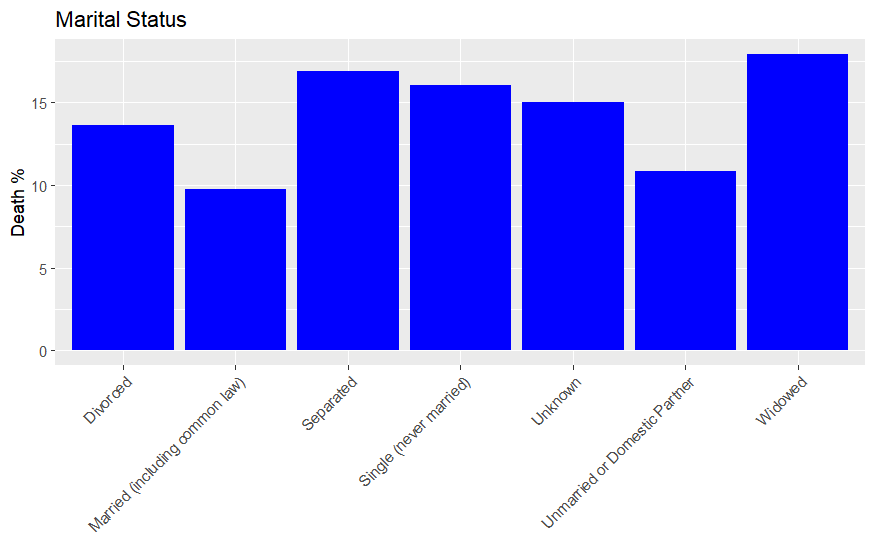 Marital Status
Death %
15
10
5
0
Divorced
Married (including common law)
Separated
Single (never married)
Unknown
Unmarried or Domestic Partner
Widowed